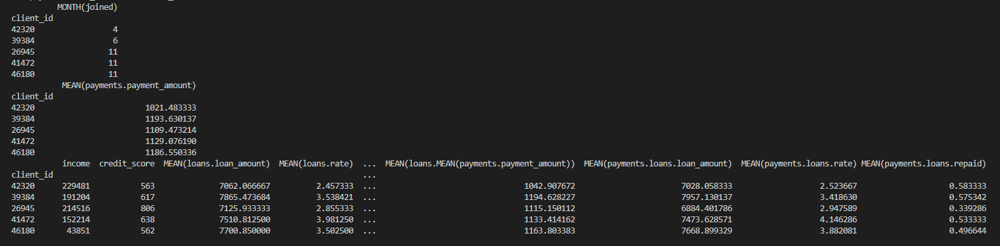 MONTH(joined)
client_id
42320 4
39384 6
26945 11
41472 11
46180 11
MEAN(payments.payment_amount)
client_id
42320 1021.483333
39384 1193.630137
26945 1109.473214
41472 1129.076190
46180 1186.550336
income credit_score MEAN(loans.loan_amount) MEAN(loans.rate) ... MEAN(loans.MEAN(payments.payment_amount)) MEAN(payments.loans.loan_amount) MEAN(payments.loans.rate) MEAN(payments.loans.repaid)
client_id ...
42320 229481 563 7062.066667 2.457333 ... 1042.907672 7028.058333 2.523667 0.583333
39384 191204 617 7865.473684 3.538421 ... 1194.628227 7957.130137 3.418630 0.575342
26945 214516 806 7125.933333 2.855333 ... 1115.150112 6884.401786 2.947589 0.339286
41472 152214 638 7510.812500 3.981250 ... 1133.414162 7473.628571 4.146286 0.533333
46180 43851 562 7700.850000 3.502500 ... 1163.803383 7668.899329 3.882081 0.496644